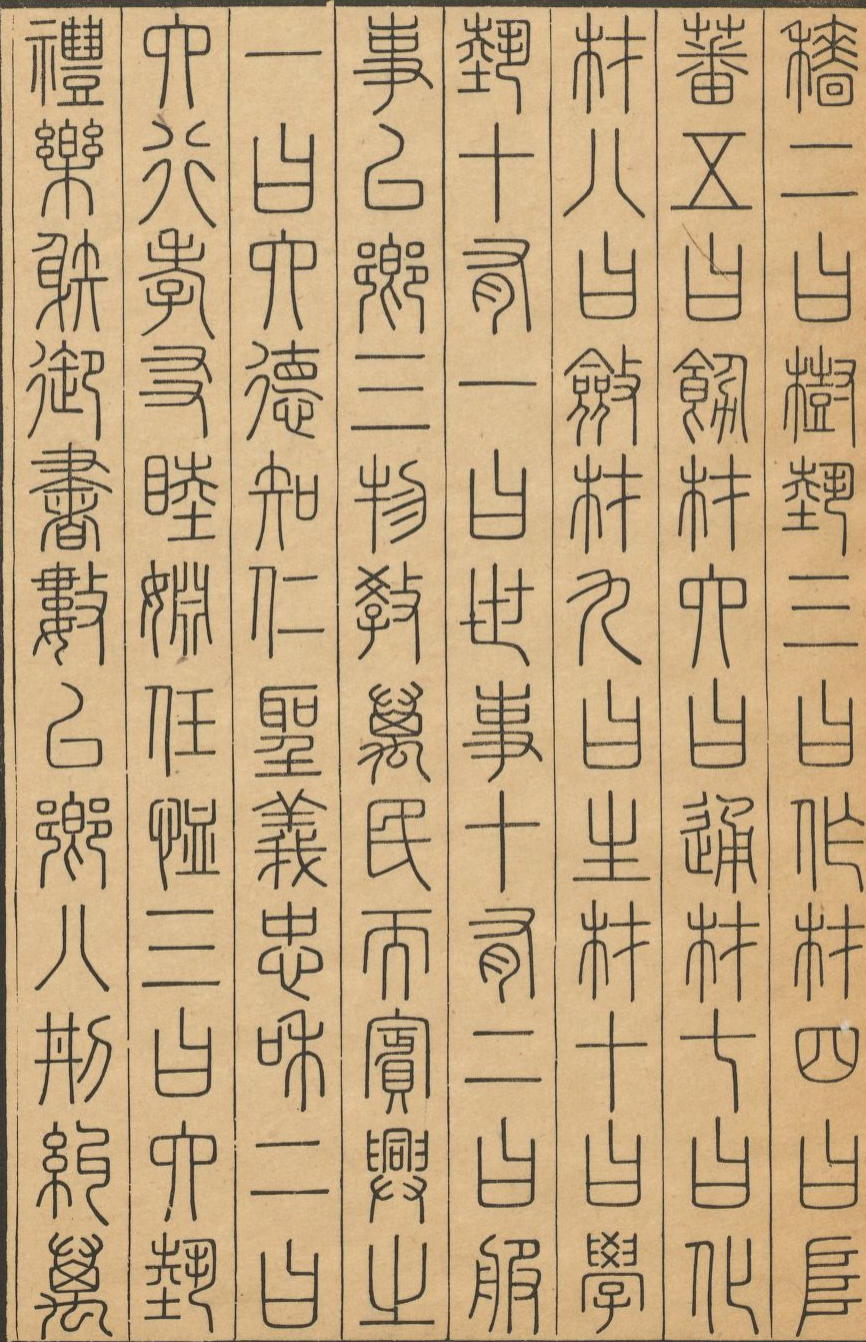 穡二曰樹埶三曰作材四曰阜
蕃五曰飭材六曰通材七曰化
材八曰斂材九曰生材十曰學
埶十有一曰世事十有二曰服
事以鄉三物教萬民而賓興之
一曰六德知仁聖義忠和二曰
六行孝友睦婣任恤三曰六埶
禮樂射御書數以鄉八刑糾萬